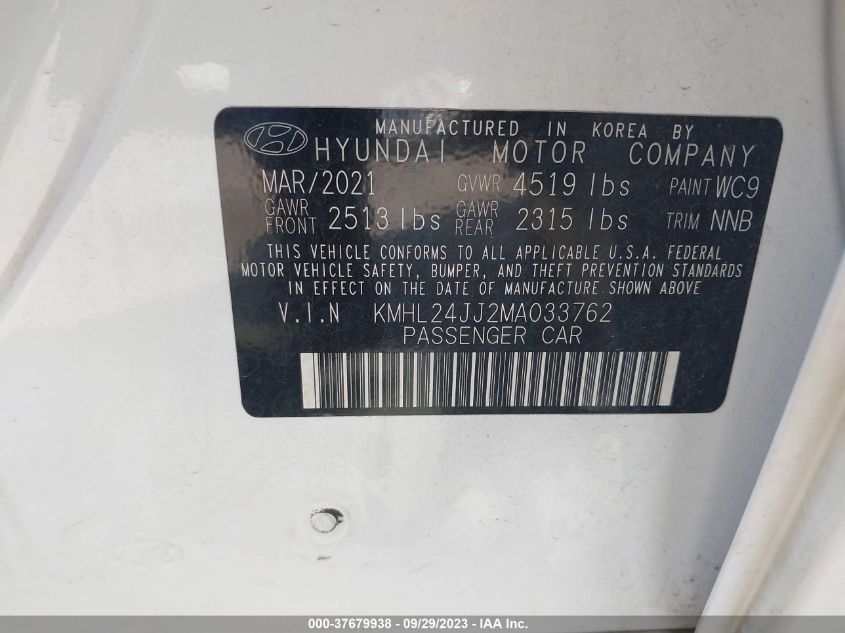 MANUFACTURED IN KOREA BY
HYUNDAI MOTOR COMPANY
MAR/2021 GVWR 4519 lbs PAINT WC9
GAWR FRONT 2513 lbs GAWR REAR 2315 lbs TRIM NNB
THIS VEHICLE CONFORMS TO ALL APPLICABLE U.S.A. FEDERAL
MOTOR VEHICLE SAFETY, BUMPER, AND THEFT PREVENTION STANDARDS
IN EFFECT ON THE DATE OF MANUFACTURE SHOWN ABOVE
V.I.N KMHL24JJ2MA033762
PASSENGER CAR
000-37679938 - 09/29/2023 - IAA Inc.